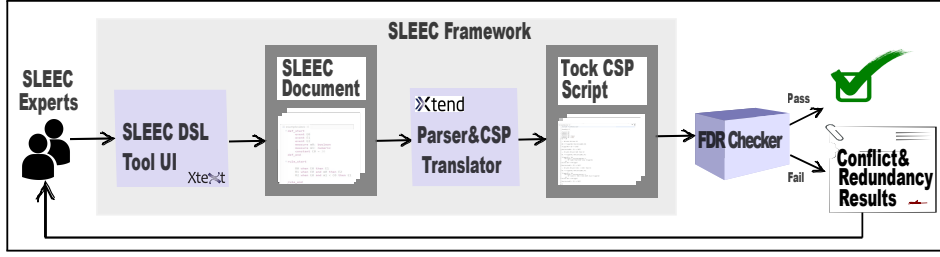 SLEEC Framework
SLEEC
Experts
SLEEC DSL
Tool UI
Xtext
SLEEC
Document
Xtend
Parser&CSP
Translator
Tock CSP
Script
FDR Checker
Pass
Fail
Conflict&
Redundancy
Results